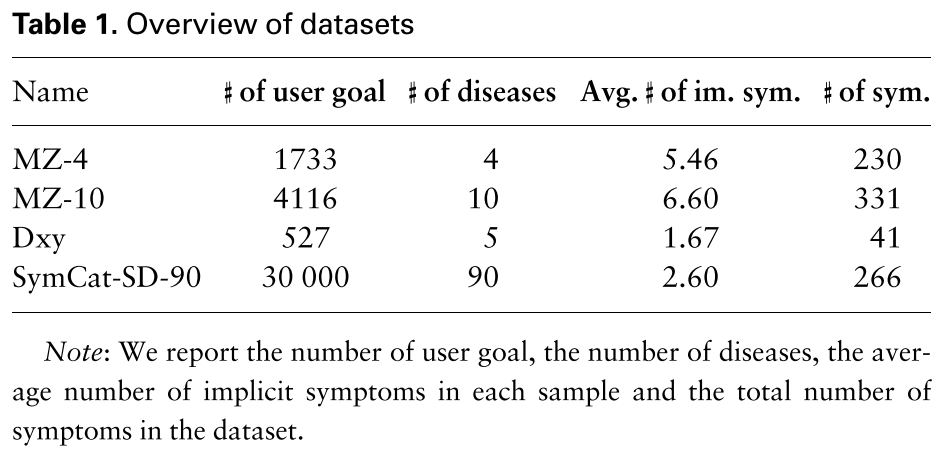 Table 1. Overview of datasets
Name ♯ of user goal ♯ of diseases Avg. ♯ of im. sym. ♯ of sym.
MZ-4 1733 4 5.46 230
MZ-10 4116 10 6.60 331
Dxy 527 5 1.67 41
SymCat-SD-90 30 000 90 2.60 266
Note: We report the number of user goal, the number of diseases, the aver-
age number of implicit symptoms in each sample and the total number of
symptoms in the dataset.